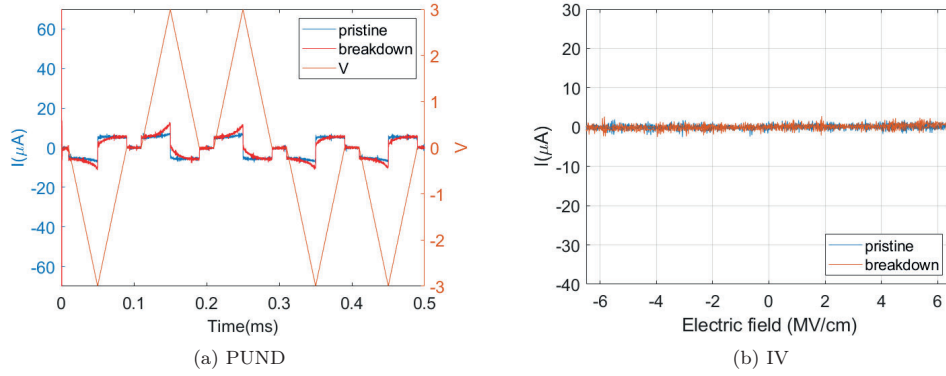 60
40
20
0
-20
-40
-60
I(μA)
pristine
breakdown
V
3
2
1
0
-1
-2
-3
V
0
0.1
0.2
0.3
0.4
0.5
Time(ms)
(a) PUND
30
20
10
0
-10
-20
-30
-40
I(μA)
pristine
breakdown
-6
-4
-2
0
2
4
6
Electric field (MV/cm)
(b) IV